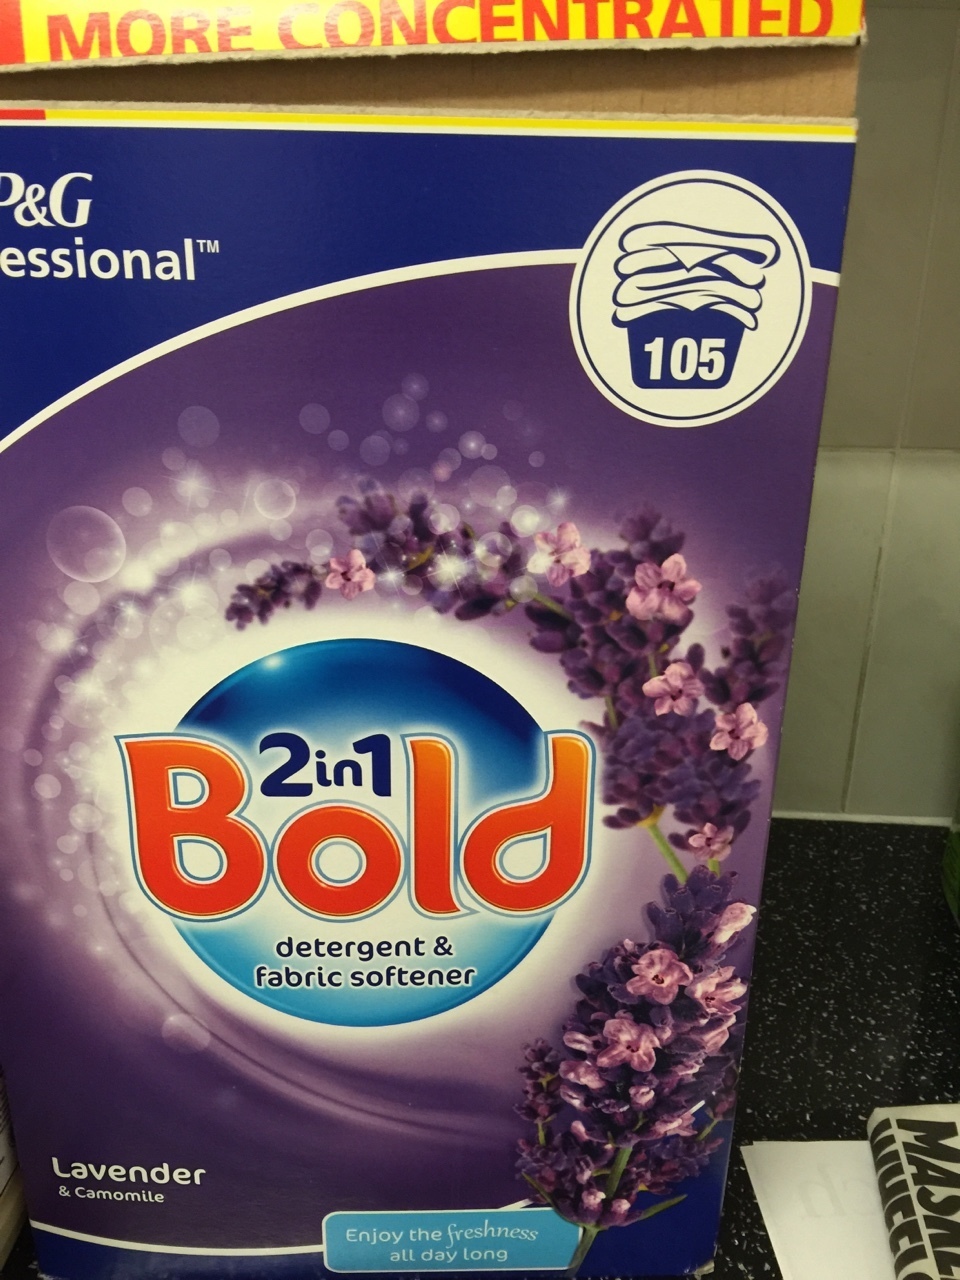 MORE CONCENTRATED
P&G
essional™
105
2in1
Bold
detergent &
fabric softener
Lavender
& Camomile
Enjoy the freshness
all day long